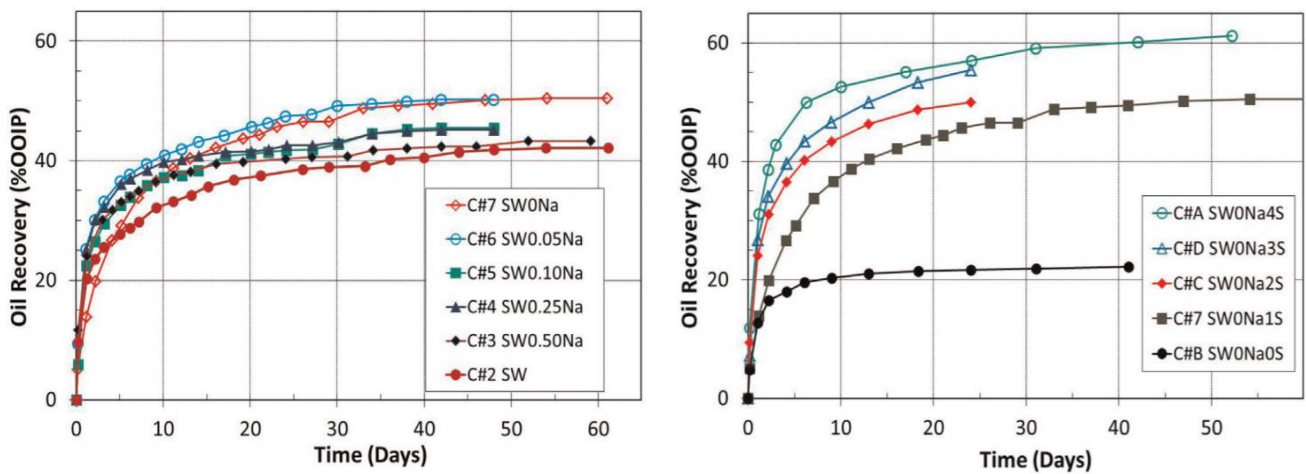 Oil Recovery (%OOIP)
60
40
20
0
C#7 SW0Na
C#6 SW0.05Na
C#5 SW0.10Na
C#4 SW0.25Na
C#3 SW0.50Na
C#2 SW
0 10 20 30 40 50 60
Time (Days)
Oil Recovery (%OOIP)
60
40
20
0
C#A SW0Na4S
C#D SW0Na3S
C#C SW0Na2S
C#7 SW0Na1S
C#B SW0Na0S
0 10 20 30 40 50
Time (Days)